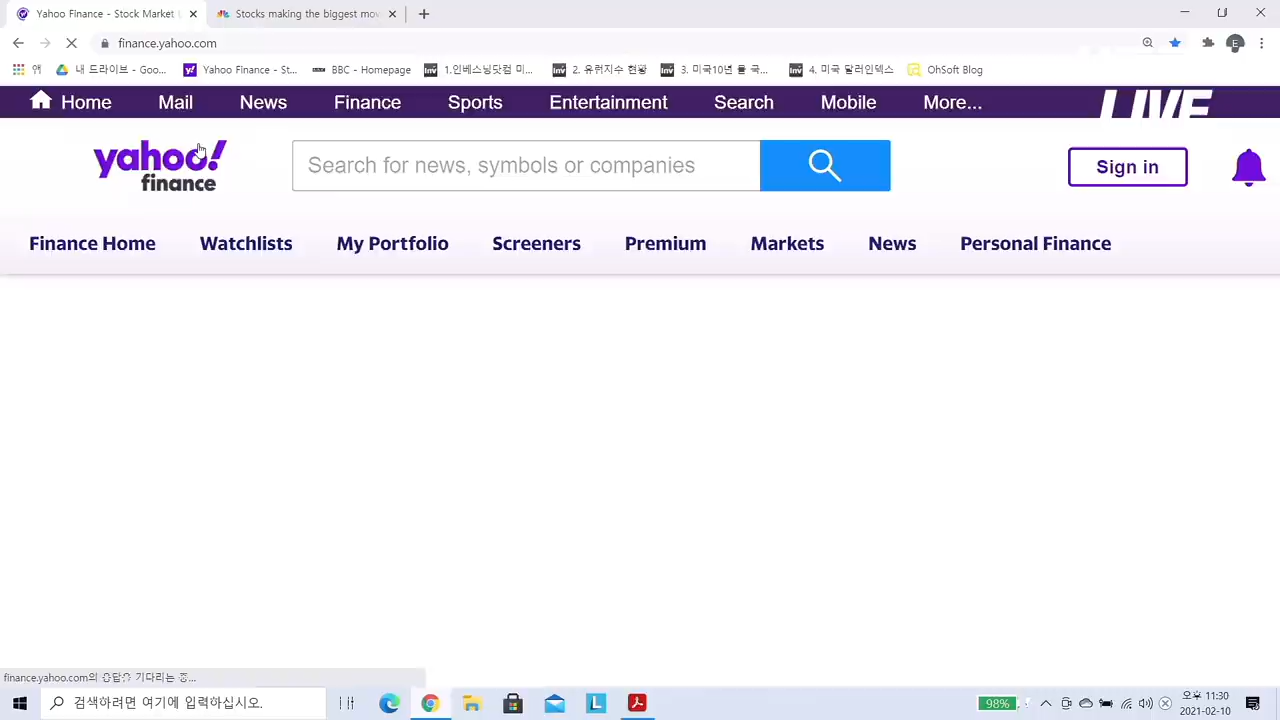 Yahoo Finance - Stock Market
Stocks making the biggest mov
finance.yahoo.com
앱
내 드라이브 - Goo...
Yahoo Finance - St...
BBC - Homepage
1.인베스팅닷컴 미...
2. 유럽지수 현황
3. 미국10년 물 국...
4. 미국 달러인덱스
OhSoft Blog
Home Mail News Finance Sports Entertainment Search Mobile More...
LIVE
yahoo!
finance
Search for news, symbols or companies
Sign in
Finance Home Watchlists My Portfolio Screeners Premium Markets News Personal Finance
finance.yahoo.com의 응답을 기다리는 중...
검색하려면 여기에 입력하십시오.
98%
오후 11:30
2021-02-10